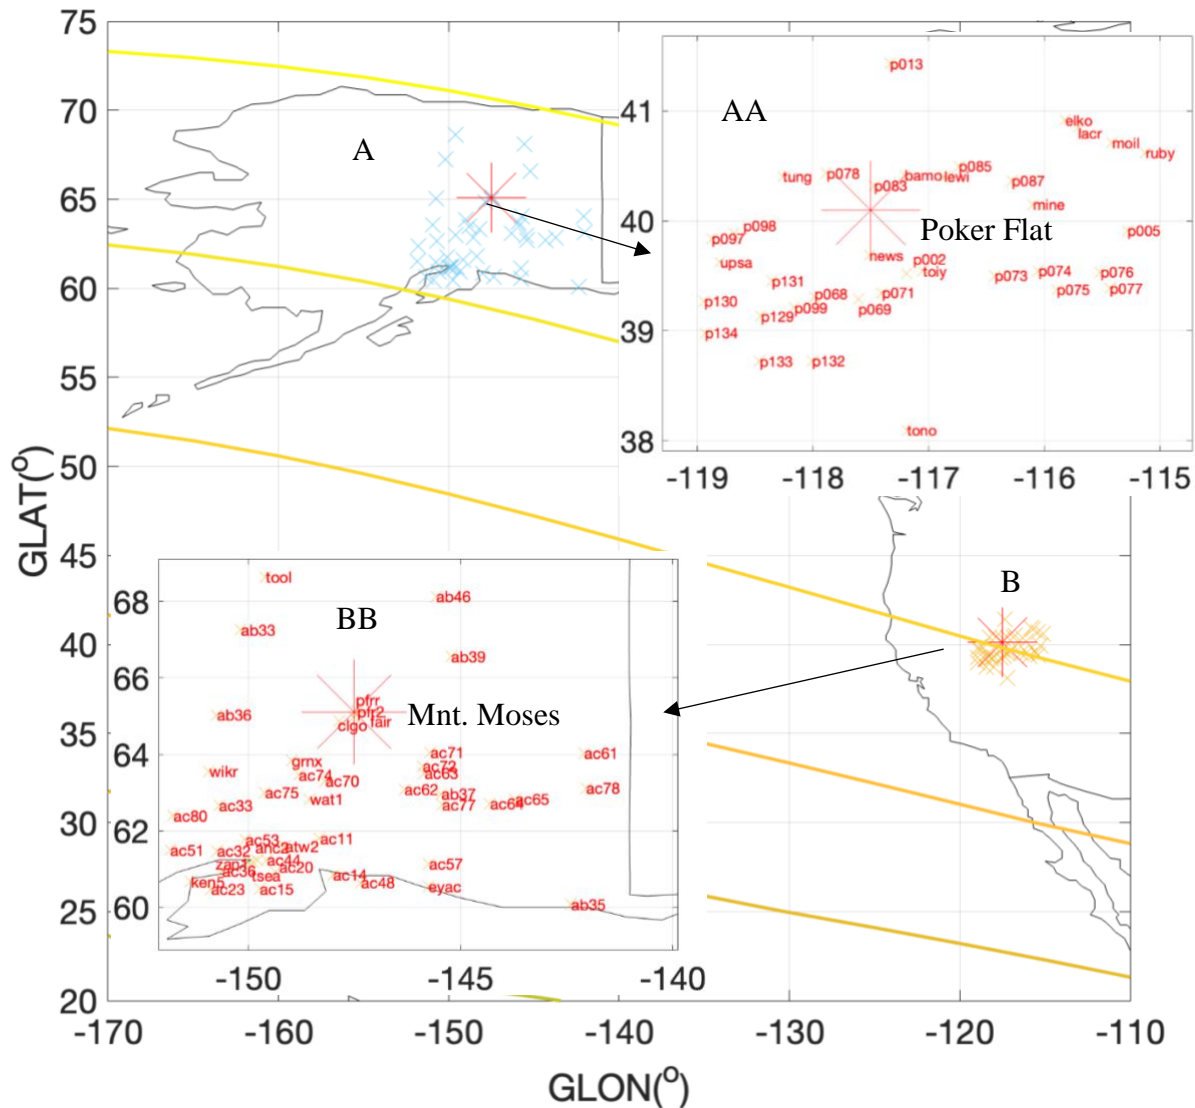 75
70
65
60
55
50
45
40
35
30
25
20
GLAT(°)
-170
-160
-150
-140
-130
-120
-110
GLON(°)
A
AA
41
40
39
38
-119
-118
-117
-116
-115
p013
elko
lacr
moil
ruby
tung
p078
p083
bamo
lewi
p085
p087
mine
p005
p098
p097
upsa
Poker Flat
news
p002
toiy
p073
p074
p076
p075
p077
p131
p130
p068
p071
p099
p069
p129
p134
p133
p132
tono
B
BB
68
66
64
62
60
-150
-145
-140
tool
ab46
ab33
ab39
pfrr
pfr2
fair
clgo
Mnt. Moses
ab36
ac71
ac61
grnx
ac72
ac63
wikr
ac74
ac70
ac62
ac78
ac75
ab37
wat1
ac77
ac64
ac65
ac33
ac80
ac53
ac11
anc2
atw2
ac51
ac32
zap1
ac44
ac20
ac57
ac36
tsea
ac14
ken5
ac23
ac15
ac48
eyac
ab35